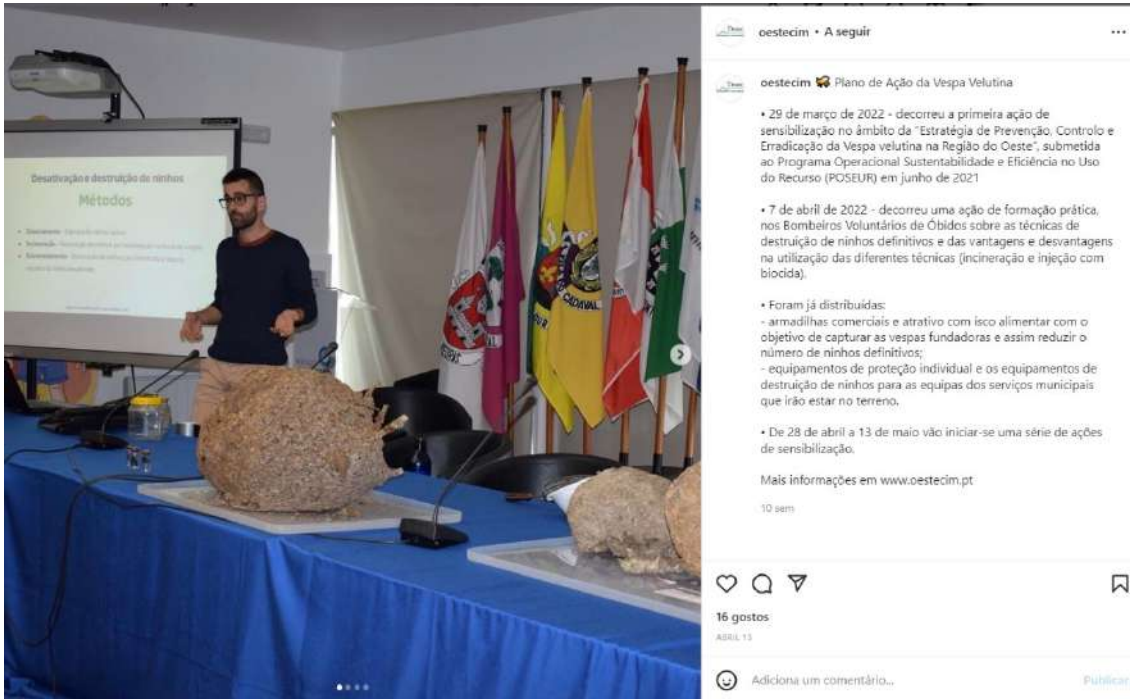 Desativação e destruição de ninhos
Métodos
CADAVAL
oestecim • A seguir
oestecim Plano de Ação da Vespa Velutina
• 29 de março de 2022 - decorreu a primeira ação de
sensibilização no âmbito da "Estratégia de Prevenção, Controlo e
Erradicação da Vespa velutina na Região do Oeste", submetida
ao Programa Operacional Sustentabilidade e Eficiência no Uso
do Recurso (POSEUR) em junho de 2021
• 7 de abril de 2022 - decorreu uma ação de formação prática,
nos Bombeiros Voluntários de Óbidos sobre as técnicas de
destruição de ninhos definitivos e das vantagens e desvantagens
na utilização das diferentes técnicas (incineração e injeção com
biocida).
• Foram já distribuídas:
- armadilhas comerciais e atrativo com isco alimentar com o
objetivo de capturar as vespas fundadoras e assim reduzir o
número de ninhos definitivos;
- equipamentos de proteção individual e os equipamentos de
destruição de ninhos para as equipas dos serviços municipais
que irão estar no terreno.
• De 28 de abril a 13 de maio vão iniciar-se uma série de ações
de sensibilização.
Mais informações em www.oestecim.pt
10 sem
16 gostos
ABRIL 13
Adiciona um comentário...
Publicar